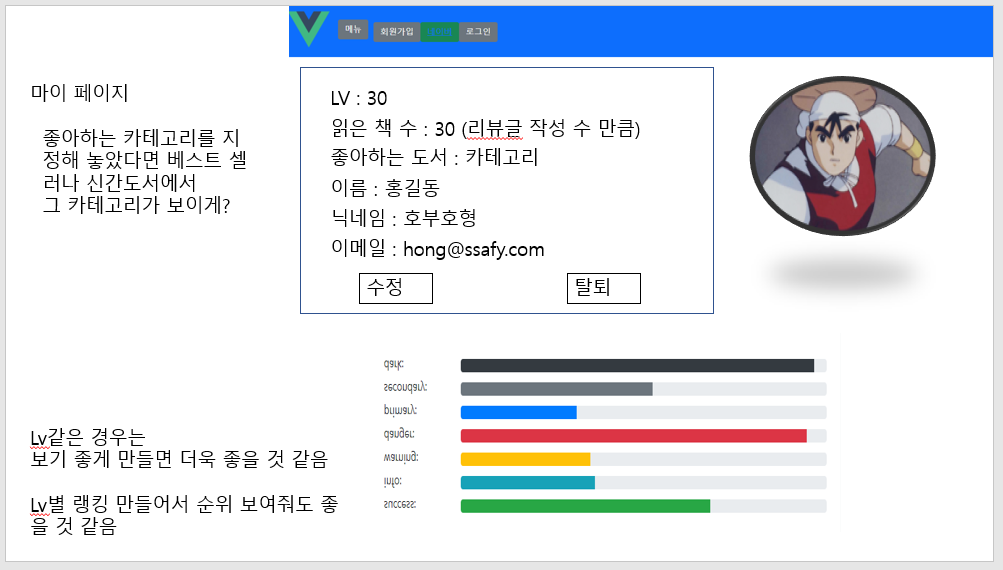 메뉴
회원가입
로그인
마이 페이지
좋아하는 카테고리를 지
정해 놓았다면 베스트 셀
러나 신간도서에서
그 카테고리가 보이게?
LV : 30
읽은 책 수 : 30 (리뷰글 작성 수 만큼)
좋아하는 도서 : 카테고리
이름 : 홍길동
닉네임 : 호부호형
이메일 : hong@ssafy.com
수정
탈퇴
dark:
secondary:
primary:
danger:
warning:
info:
success:
Lv같은 경우는
보기 좋게 만들면 더욱 좋을 것 같음
Lv별 랭킹 만들어서 순위 보여줘도 좋
을 것 같음